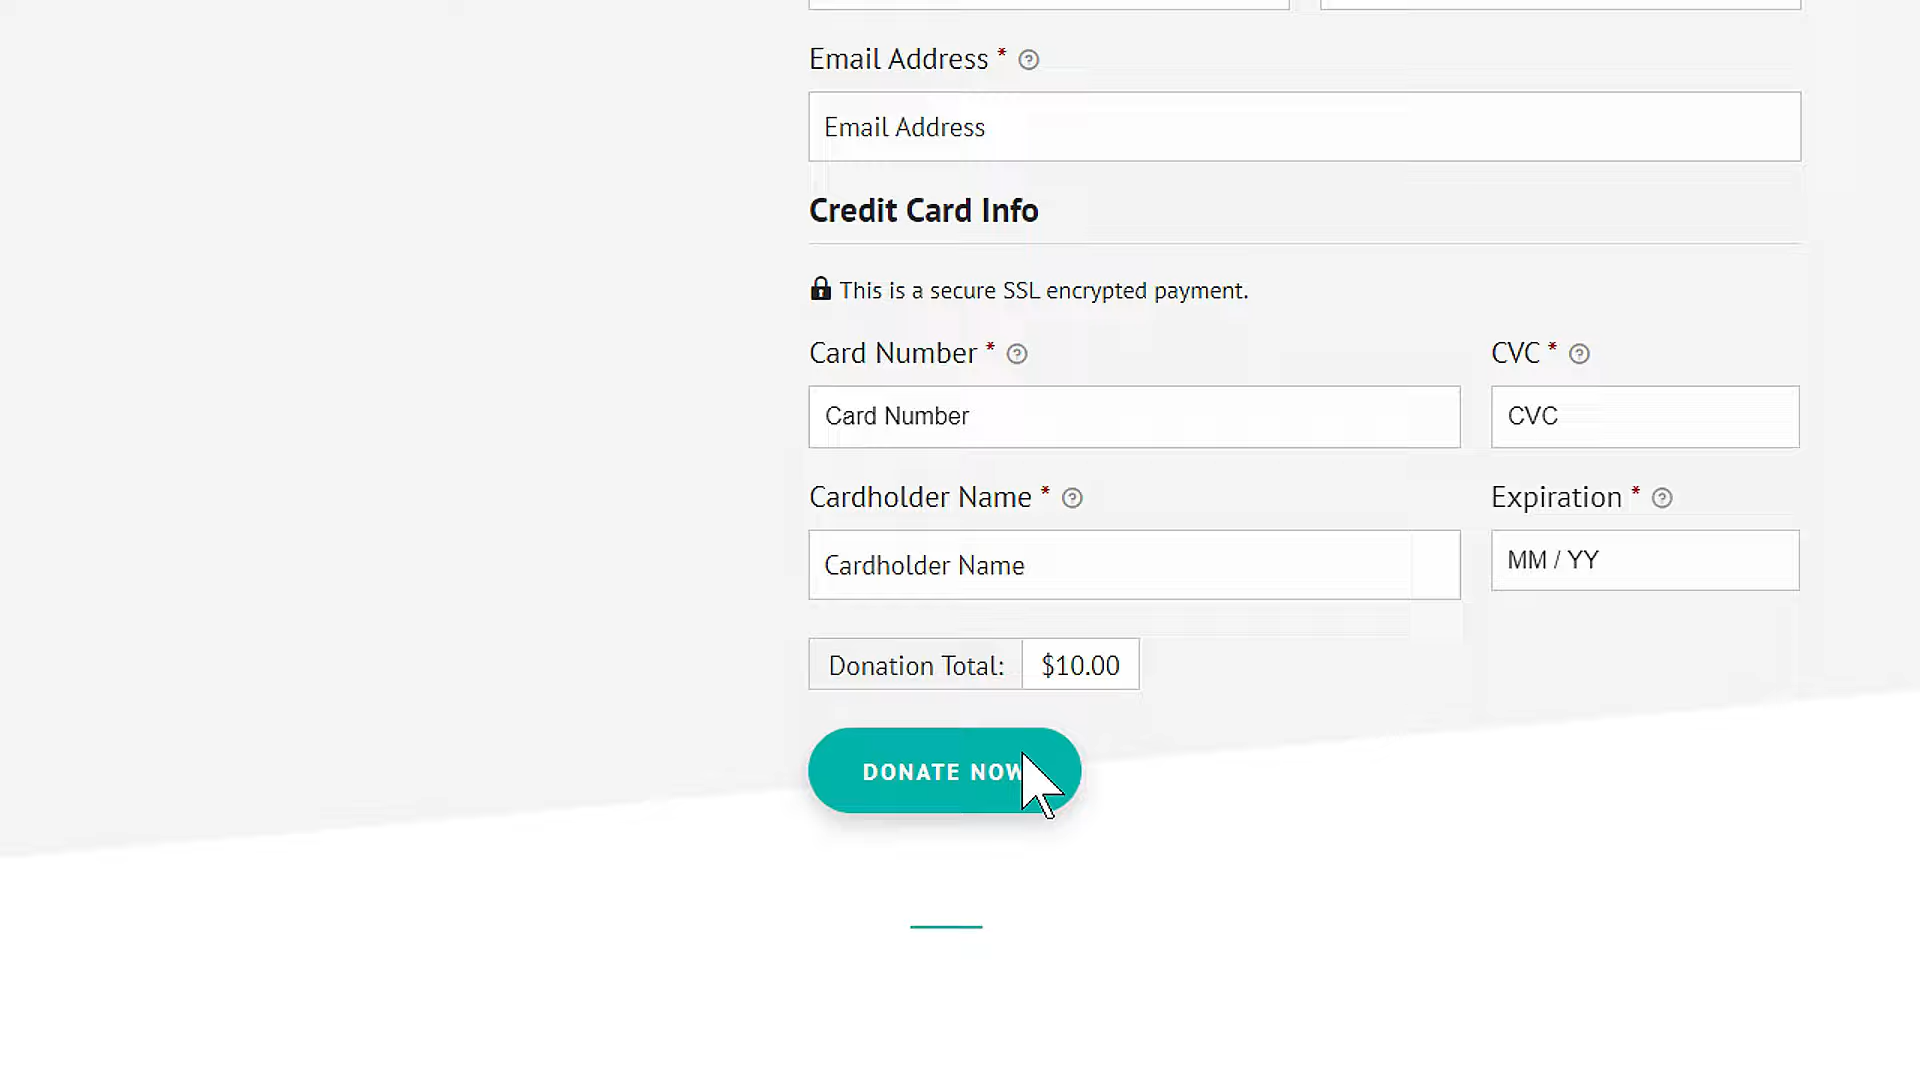 Email Address *
Email Address
Credit Card Info
This is a secure SSL encrypted payment.
Card Number * CVC *
Card Number CVC
Cardholder Name * Expiration *
Cardholder Name MM / YY
Donation Total: $10.00
DONATE NOW